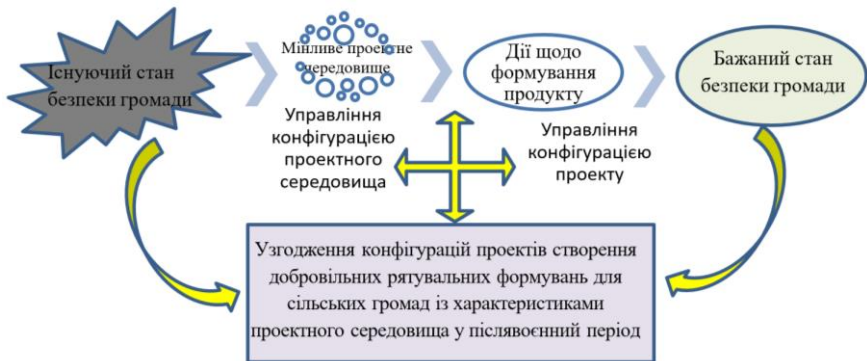 Існуючий стан
безпеки громади
Мінливе проектне
середовище
Дії щодо
формування
продукту
Бажаний стан
безпеки громади
Управління
конфігурацією
проектного
середовища
Управління
конфігурацією
проекту
Узгодження конфігурацій проектів створення
добровільних рятувальних формувань для
сільських громад із характеристиками
проектного середовища у післявоєнний період